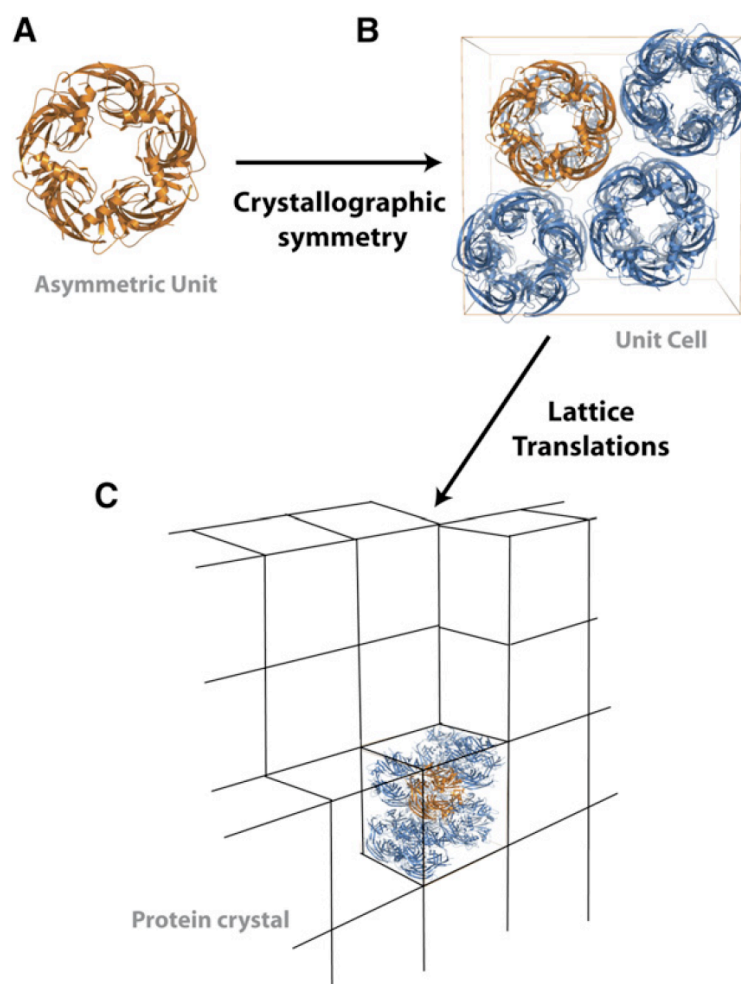 A
B
Crystallographic
symmetry
Asymmetric Unit
Unit Cell
Lattice
Translations
C
Protein crystal